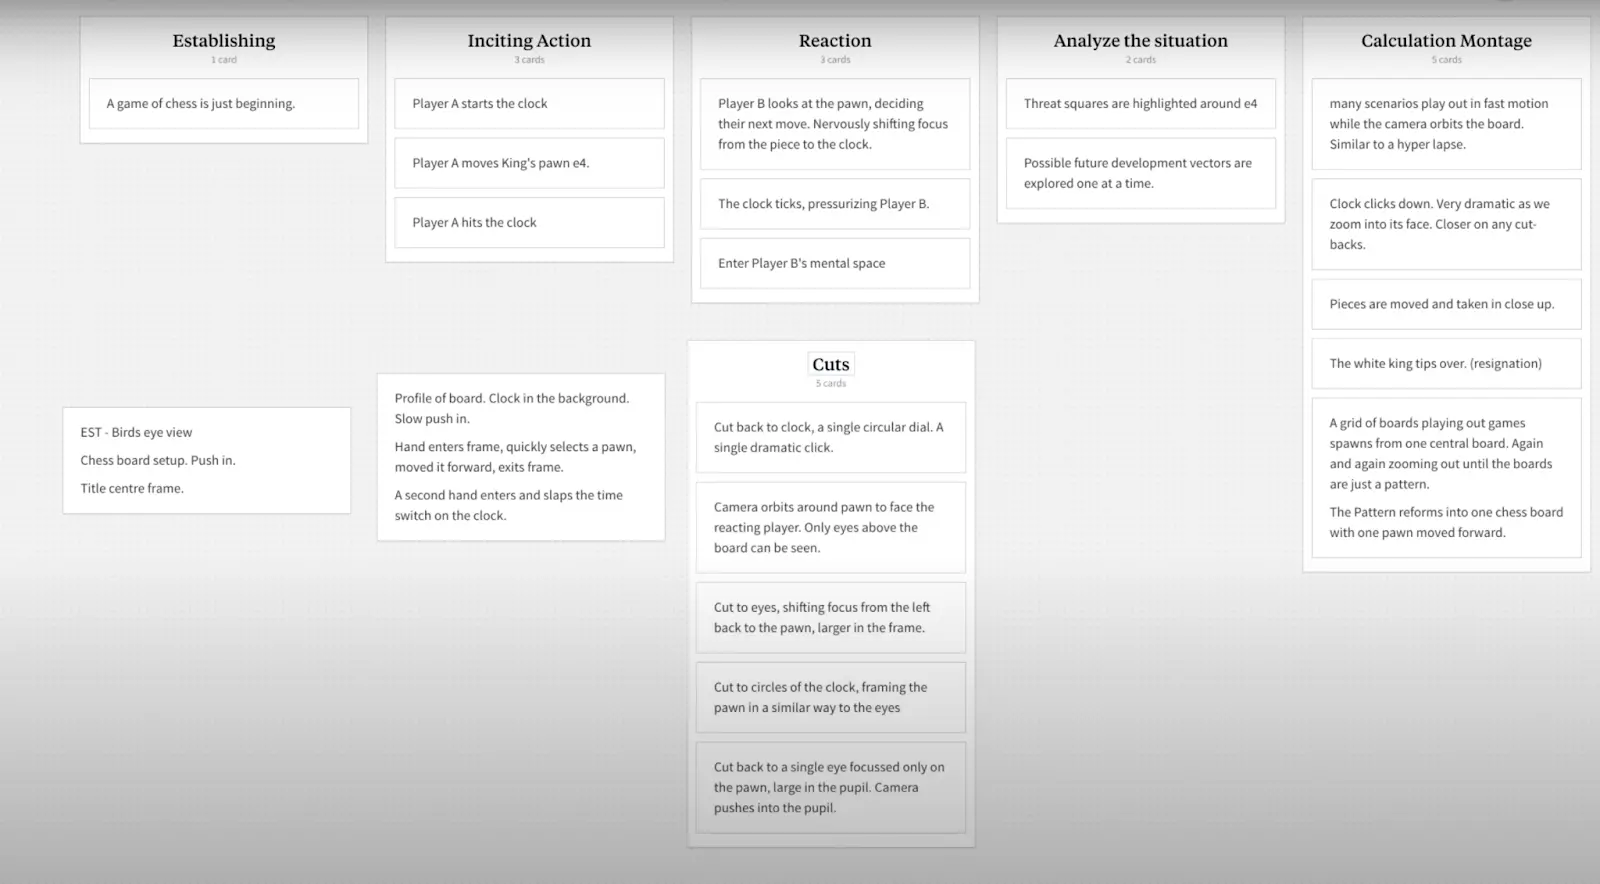 Establishing
1 card
A game of chess is just beginning.
Inciting Action
3 cards
Player A starts the clock
Player A moves King's pawn e4.
Player A hits the clock
Reaction
3 cards
Player B looks at the pawn, deciding
their next move. Nervously shifting focus
from the piece to the clock.
The clock ticks, pressurizing Player B.
Enter Player B's mental space
Analyze the situation
2 cards
Threat squares are highlighted around e4
Possible future development vectors are
explored one at a time.
Calculation Montage
5 cards
many scenarios play out in fast motion
while the camera orbits the board.
Similar to a hyper lapse.
Clock clicks down. Very dramatic as we
zoom into its face. Closer on any cut-
backs.
Pieces are moved and taken in close up.
The white king tips over. (resignation)
A grid of boards playing out games
spawns from one central board. Again
and again zooming out until the boards
are just a pattern.
The Pattern reforms into one chess board
with one pawn moved forward.
EST - Birds eye view
Chess board setup. Push in.
Title centre frame.
Profile of board. Clock in the background.
Slow push in.
Hand enters frame, quickly selects a pawn,
moved it forward, exits frame.
A second hand enters and slaps the time
switch on the clock.
Cuts
5 cards
Cut back to clock, a single circular dial. A
single dramatic click.
Camera orbits around pawn to face the
reacting player. Only eyes above the
board can be seen.
Cut to eyes, shifting focus from the left
back to the pawn, larger in the frame.
Cut to circles of the clock, framing the
pawn in a similar way to the eyes
Cut back to a single eye focussed only on
the pawn, large in the pupil. Camera
pushes into the pupil.